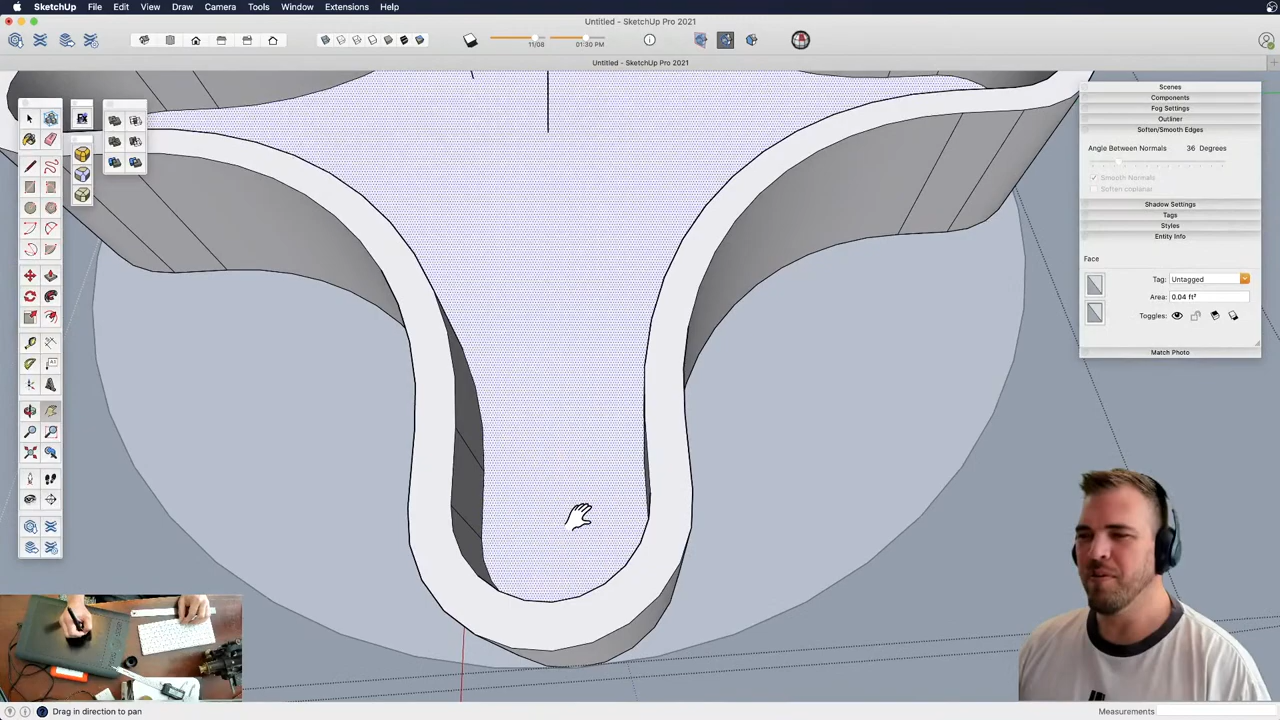 SketchUp File Edit View Camera Draw Tools Window Extensions Help
Untitled - SketchUp Pro 2021
11/08 01:30 PM
Untitled - SketchUp Pro 2021
Scenes
Components
Fog Settings
Outliner
Soften/Smooth Edges
Angle Between Normals 36 Degrees
Smooth Normals
Soften coplanar
Shadow Settings
Tags
Styles
Entity Info
Face
Tag: Untagged
Area: 0.04 ft²
Toggles:
Match Photo
Drag in direction to pan
Measurements